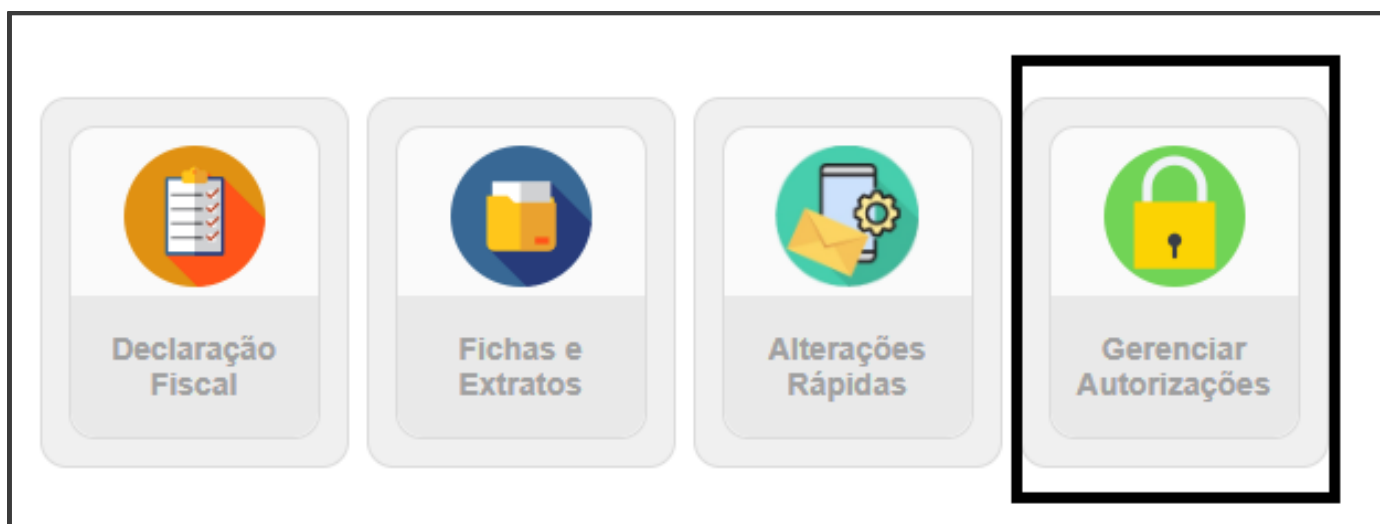 Declaração
Fiscal
Fichas e
Extratos
Alterações
Rápidas
Gerenciar
Autorizações